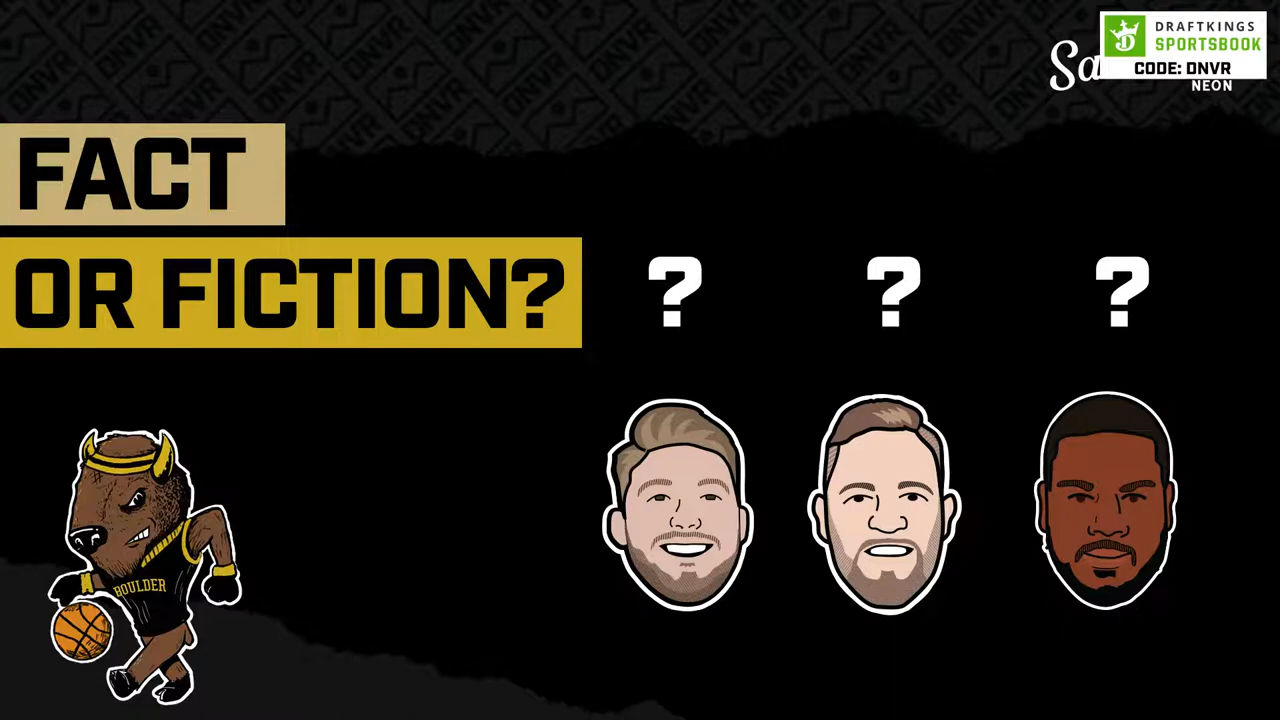 DRAFTKINGS
SPORTSBOOK
CODE: DNVR
NEON
FACT
OR FICTION?
? ? ?
BOULDER